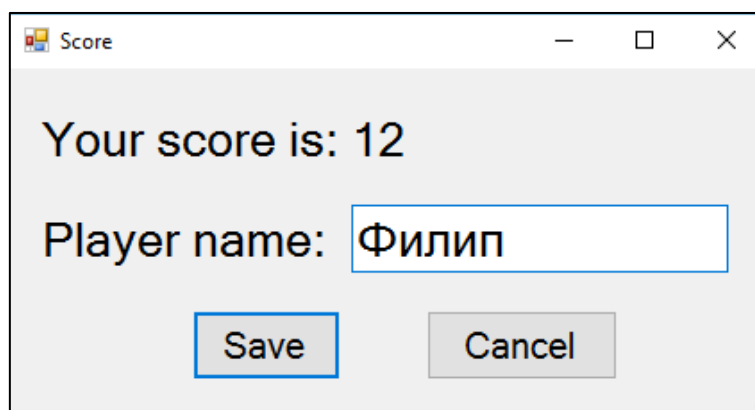 Score
Your score is: 12
Player name: Филип
Save Cancel